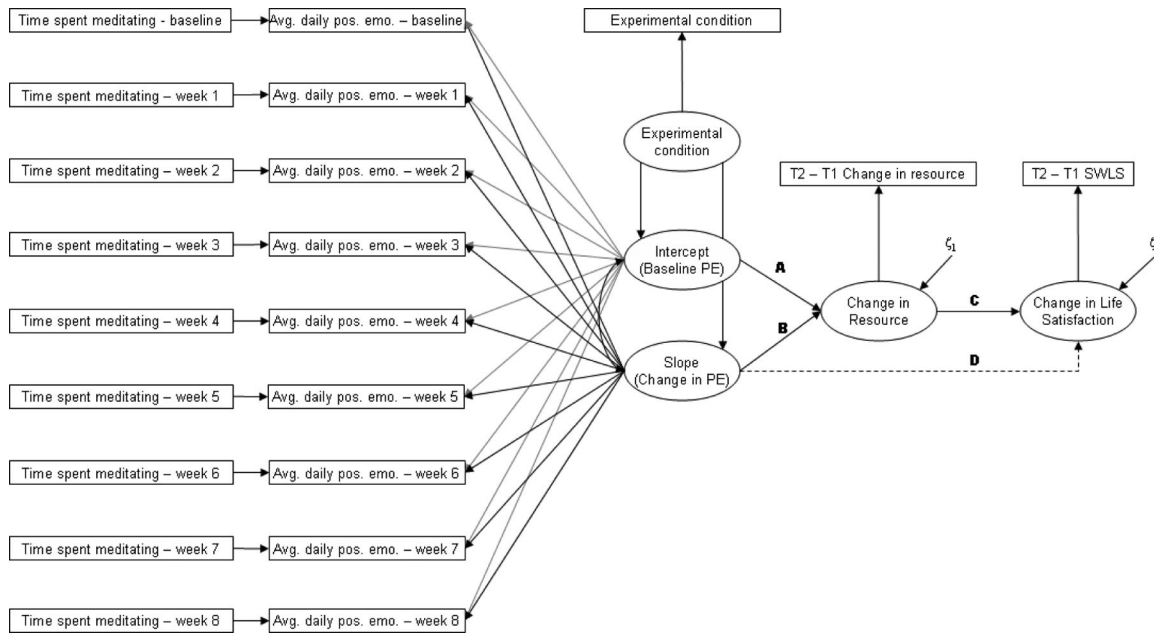 Time spent meditating - baseline
Avg. daily pos. emo. – baseline
Experimental condition
Time spent meditating – week 1
Avg. daily pos. emo. – week 1
Experimental
condition
Time spent meditating – week 2
Avg. daily pos. emo. – week 2
T2 – T1 Change in resource
T2 – T1 SWLS
Time spent meditating – week 3
Avg. daily pos. emo. – week 3
Intercept
(Baseline PE)
ζ1
ζ
A
Time spent meditating – week 4
Avg. daily pos. emo. – week 4
Change in
Resource
C
Change in Life
Satisfaction
B
Slope
(Change in PE)
D
Time spent meditating – week 5
Avg. daily pos. emo. – week 5
Time spent meditating – week 6
Avg. daily pos. emo. – week 6
Time spent meditating – week 7
Avg. daily pos. emo. – week 7
Time spent meditating – week 8
Avg. daily pos. emo. – week 8